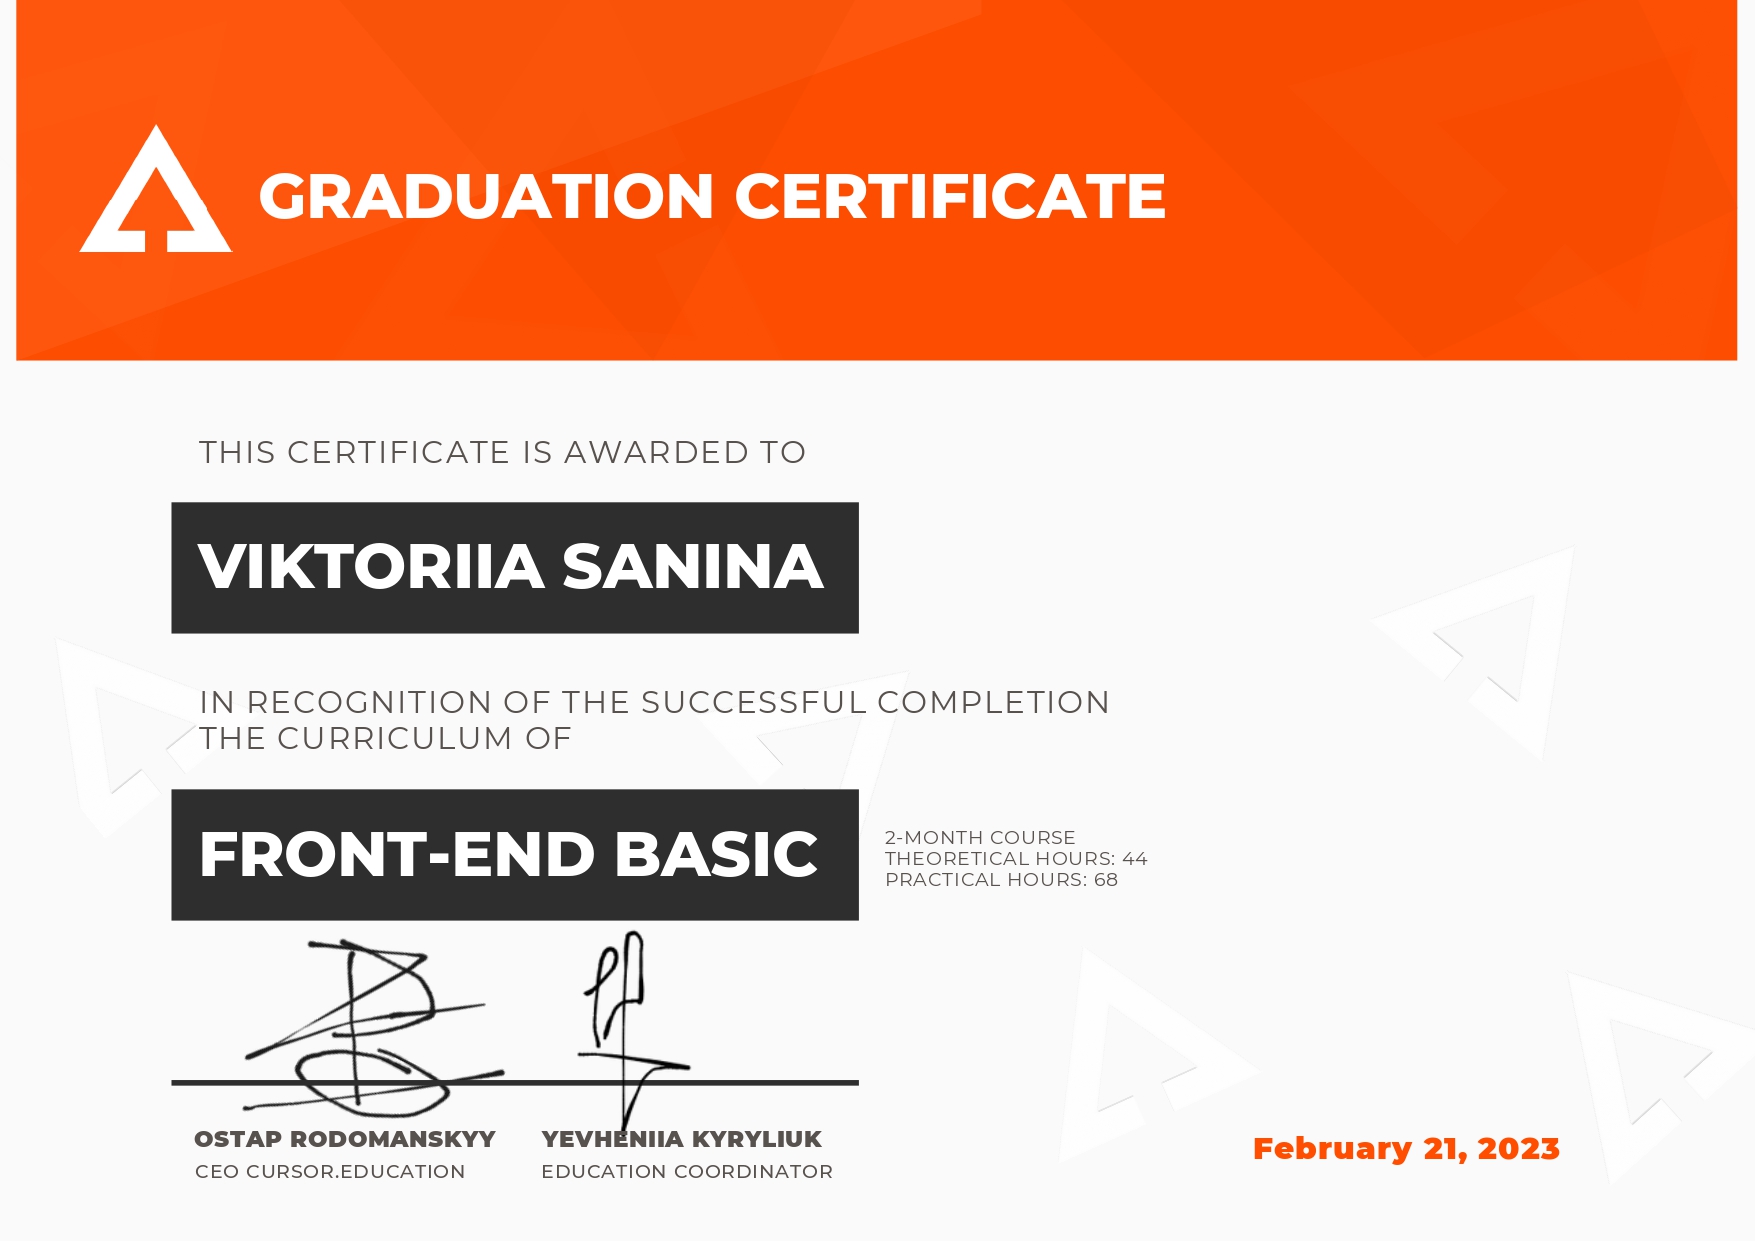 GRADUATION CERTIFICATE
THIS CERTIFICATE IS AWARDED TO
VIKTORIIA SANINA
IN RECOGNITION OF THE SUCCESSFUL COMPLETION
THE CURRICULUM OF
FRONT-END BASIC
2-MONTH COURSE
THEORETICAL HOURS: 44
PRACTICAL HOURS: 68
OSTAP RODOMANSKYY
CEO CURSOR.EDUCATION
YEVHENIIA KYRYLIUK
EDUCATION COORDINATOR
February 21, 2023